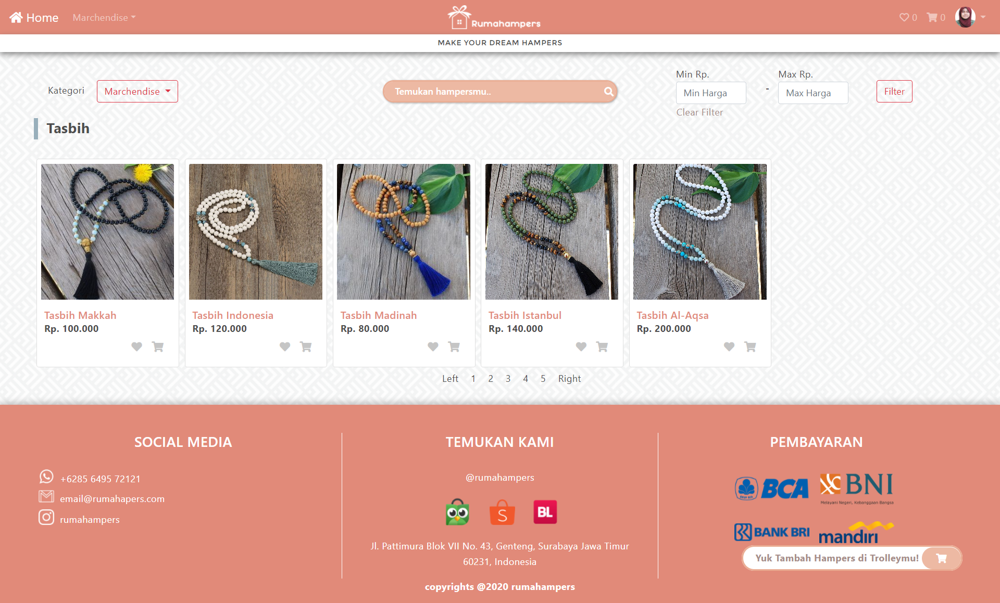 Home
Marchendise
Rumahampers
0
0
MAKE YOUR DREAM HAMPERS
Kategori
Marchendise
Temukan hampersmu..
Min Rp.
Min Harga
-
Max Rp.
Max Harga
Filter
Clear Filter
Tasbih
Tasbih Makkah
Rp. 100.000
Tasbih Indonesia
Rp. 120.000
Tasbih Madinah
Rp. 80.000
Tasbih Istanbul
Rp. 140.000
Tasbih Al-Aqsa
Rp. 200.000
Left 1 2 3 4 5 Right
SOCIAL MEDIA
+6285 6495 72121
email@rumahapers.com
rumahampers
TEMUKAN KAMI
@rumahampers
S
BL
Jl. Pattimura Blok VII No. 43, Genteng, Surabaya Jawa Timur
60231, Indonesia
PEMBAYARAN
BCA
BNI
Melayani Negeri, Kebanggaan Bangsa
BANK BRI
mandiri
Yuk Tambah Hampers di Trolleymu!
copyrights @2020 rumahampers